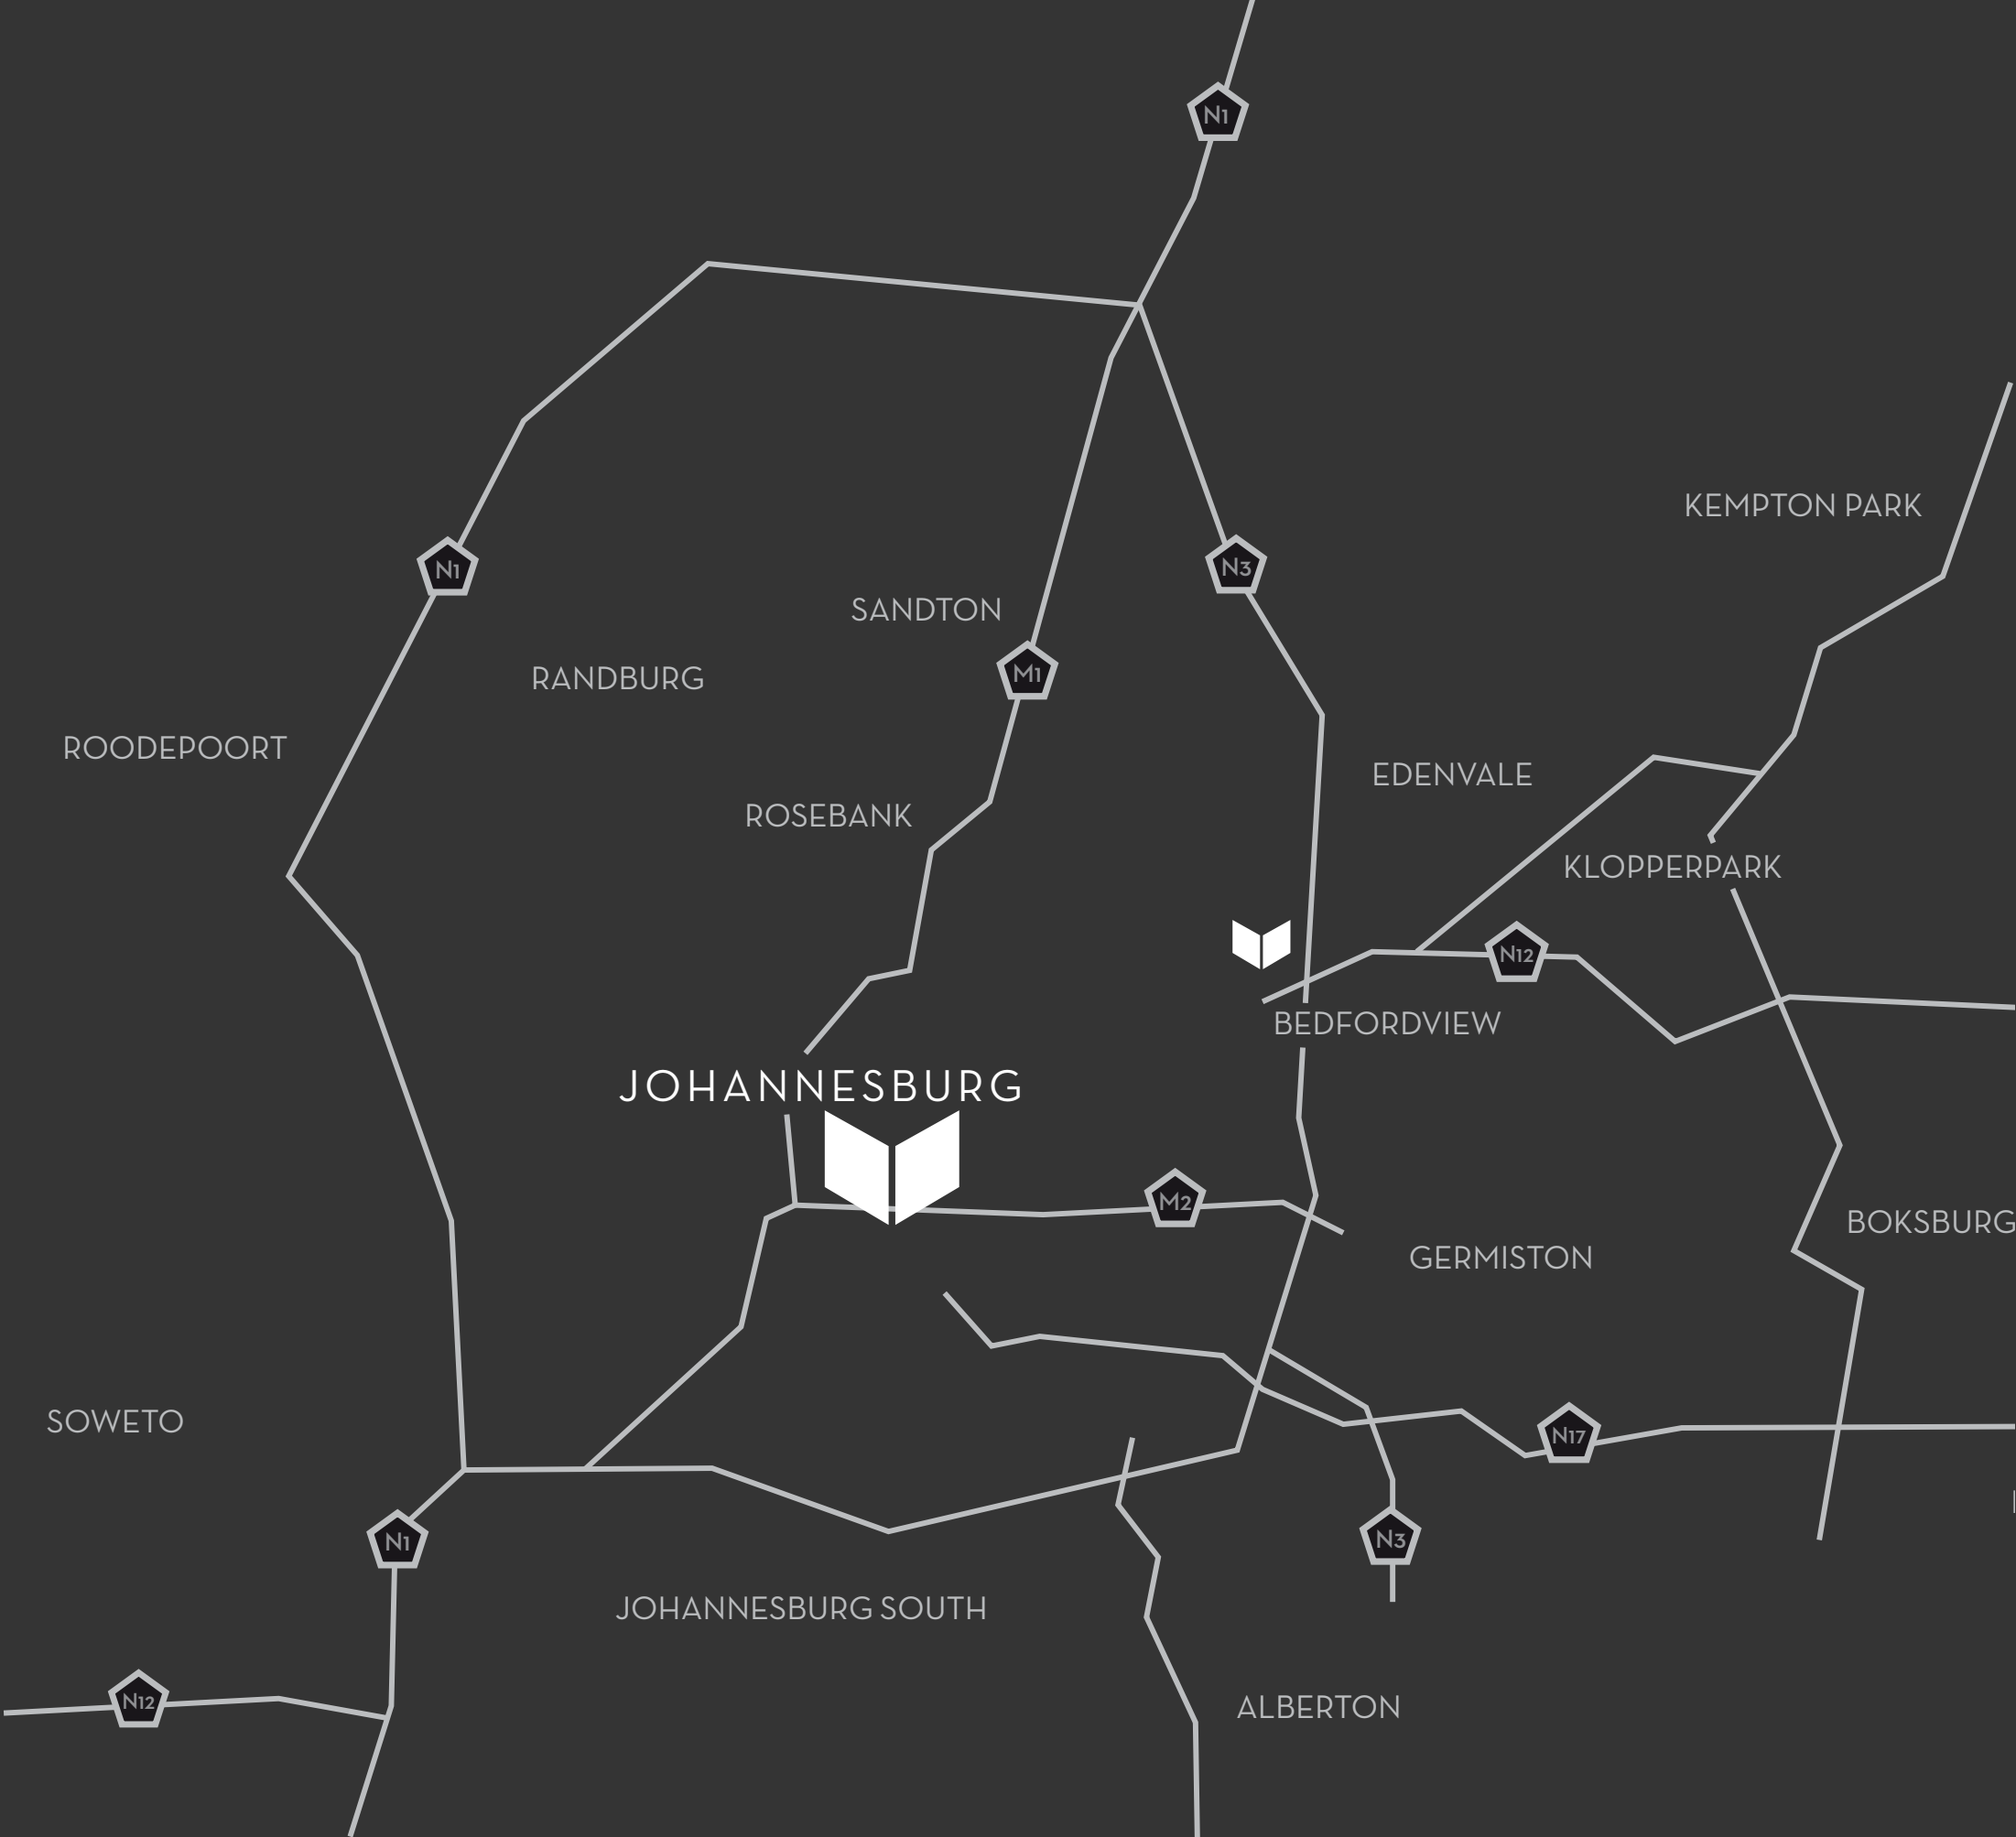 N1
KEMPTON PARK
N1
N3
SANDTON
M1
RANDBURG
ROODEPOORT
EDENVALE
ROSEBANK
KLOPPERPARK
N12
BEDFORDVIEW
JOHANNESBURG
M2
BOKSBURG
GERMISTON
SOWETO
N17
N1
N3
JOHANNESBURG SOUTH
N12
ALBERTON